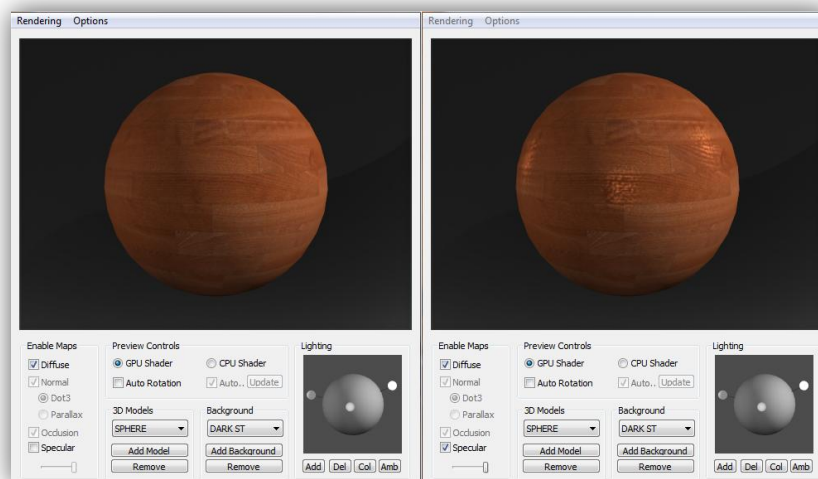 Rendering Options
Enable Maps
Preview Controls
Lighting
Diffuse
GPU Shader
CPU Shader
Normal
Auto Rotation
Auto..
Update
Dot3
Parallax
3D Models
Background
SPHERE
DARK ST
Occlusion
Specular
Add Model
Add Background
Remove
Remove
Add Del Col Amb
Rendering Options
Enable Maps
Preview Controls
Lighting
Diffuse
GPU Shader
CPU Shader
Normal
Auto Rotation
Auto..
Update
Dot3
Parallax
3D Models
Background
SPHERE
DARK ST
Occlusion
Specular
Add Model
Add Background
Remove
Remove
Add Del Col Amb